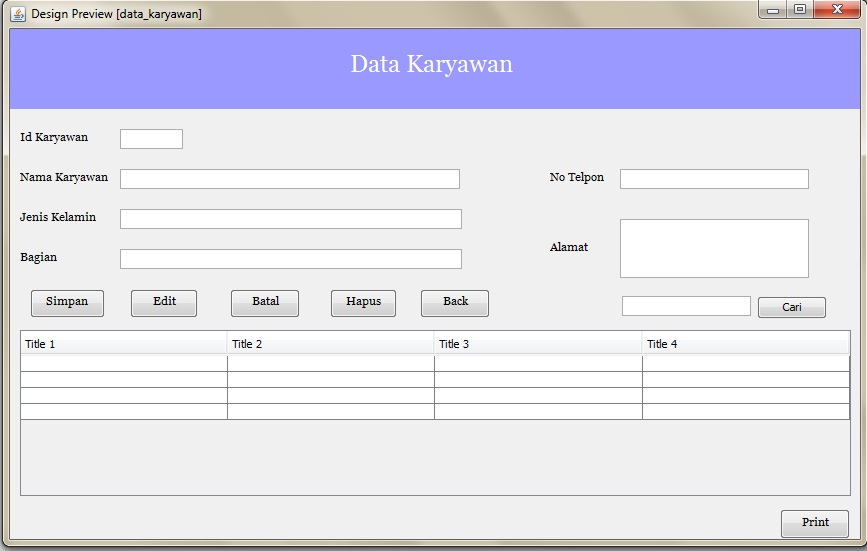 Design Preview [data_karyawan]
Data Karyawan
Id Karyawan
Nama Karyawan
No Telpon
Jenis Kelamin
Alamat
Bagian
Simpan Edit Batal Hapus Back Cari
Title 1 Title 2 Title 3 Title 4
Print